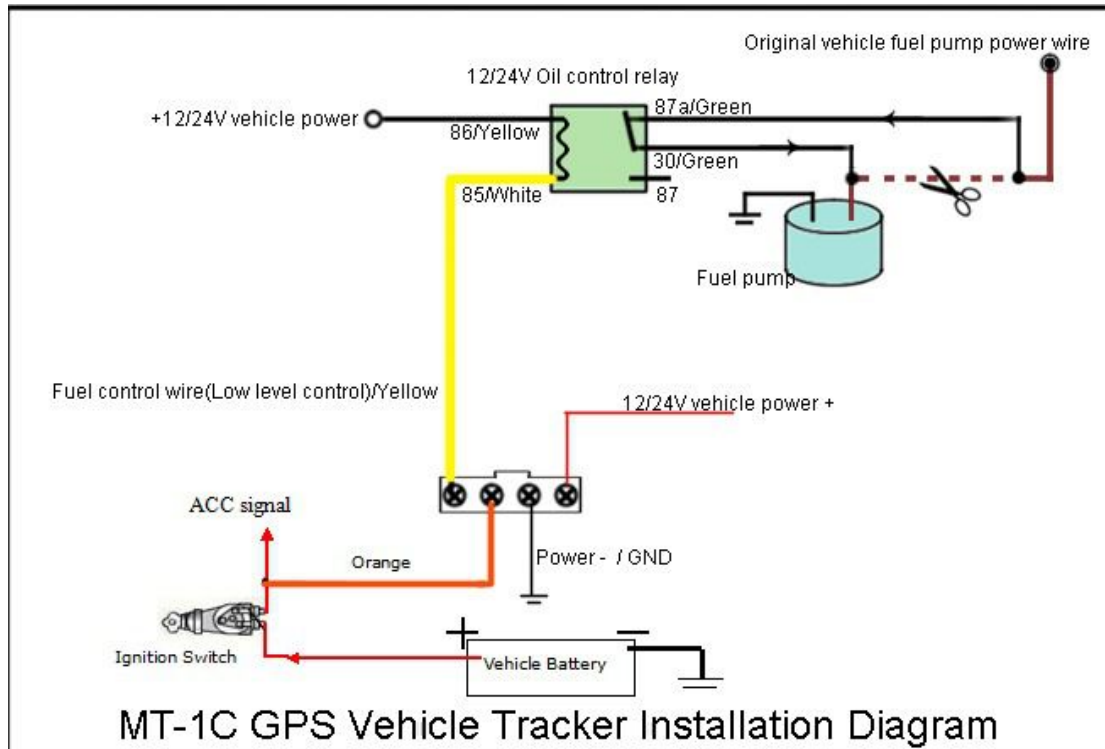 Original vehicle fuel pump power wire
12/24V Oil control relay
87a/Green
+12/24V vehicle power
86/Yellow
30/Green
85/White
87
Fuel pump
Fuel control wire(Low level control)/Yellow
12/24V vehicle power +
ACC signal
Orange
Power - / GND
+
-
Ignition Switch
Vehicle Battery
MT-1C GPS Vehicle Tracker Installation Diagram